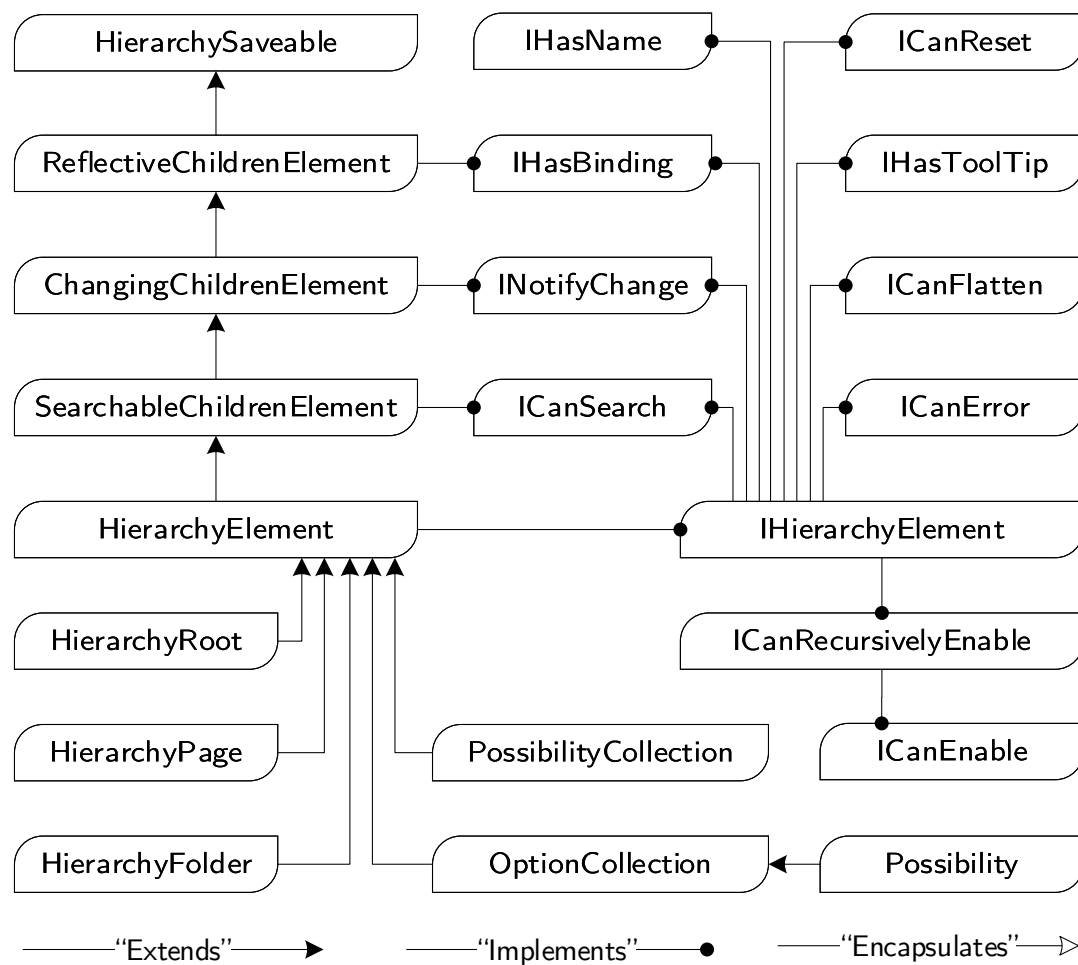 HierarchySaveable
IHasName
ICanReset
ReflectiveChildrenElement
IHasBinding
IHasToolTip
ChangingChildrenElement
INotifyChange
ICanFlatten
SearchableChildrenElement
ICanSearch
ICanError
HierarchyElement
IHierarchyElement
HierarchyRoot
ICanRecursivelyEnable
HierarchyPage
PossibilityCollection
ICanEnable
HierarchyFolder
OptionCollection
Possibility
“Extends”
“Implements”
“Encapsulates”